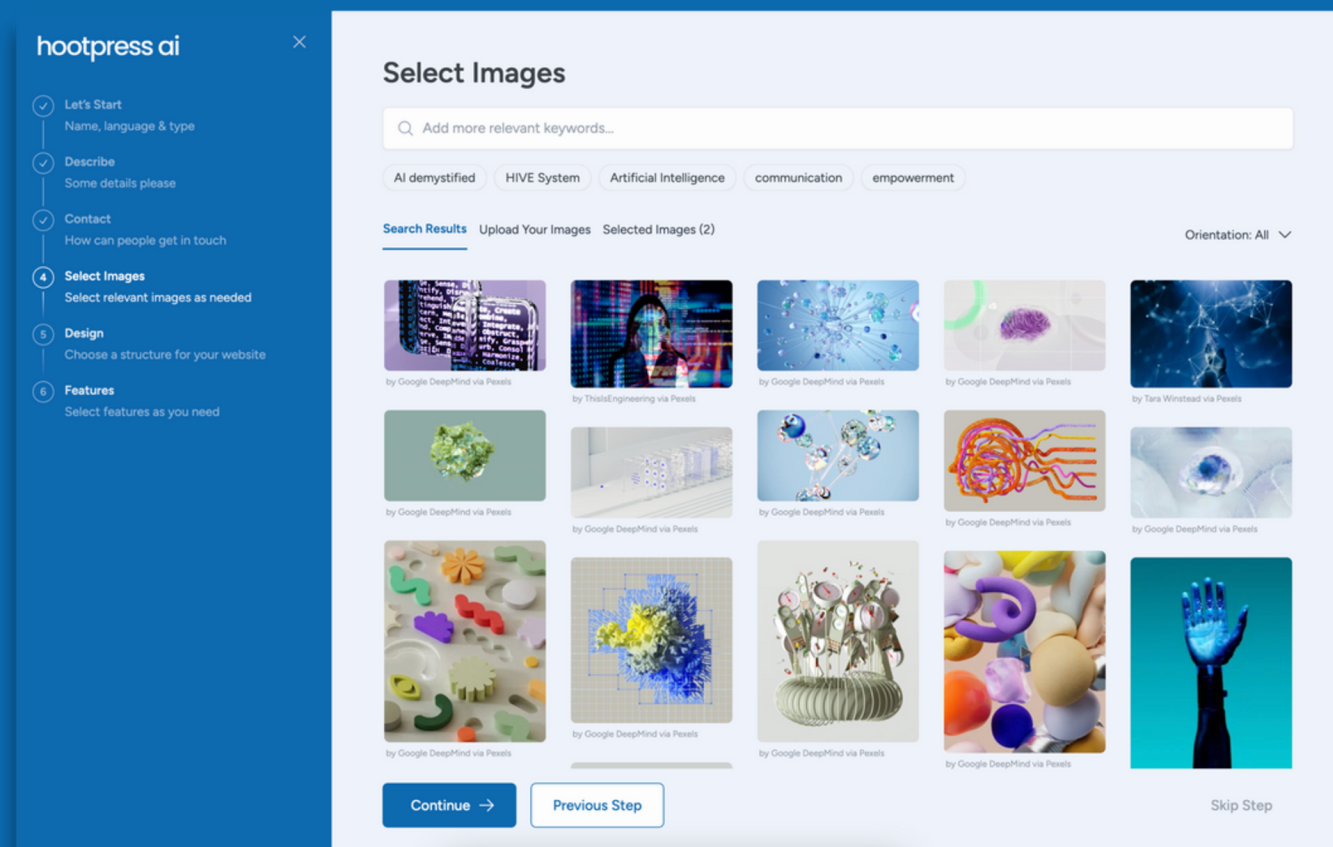 hootpress ai
Let's Start
Name, language & type
Describe
Some details please
Contact
How can people get in touch
4
Select Images
Select relevant images as needed
5
Design
Choose a structure for your website
6
Features
Select features as you need
Select Images
Add more relevant keywords...
AI demystified HIVE System Artificial Intelligence communication empowerment
Search Results Upload Your Images Selected Images (2)
Orientation: All
by Google DeepMind via Pexels
by ThisIsEngineering via Pexels
by Google DeepMind via Pexels
by Google DeepMind via Pexels
by Tara Winstead via Pexels
by Google DeepMind via Pexels
by Google DeepMind via Pexels
by Google DeepMind via Pexels
by Google DeepMind via Pexels
by Google DeepMind via Pexels
by Google DeepMind via Pexels
by Google DeepMind via Pexels
by Google DeepMind via Pexels
by Google DeepMind via Pexels
Continue Previous Step Skip Step